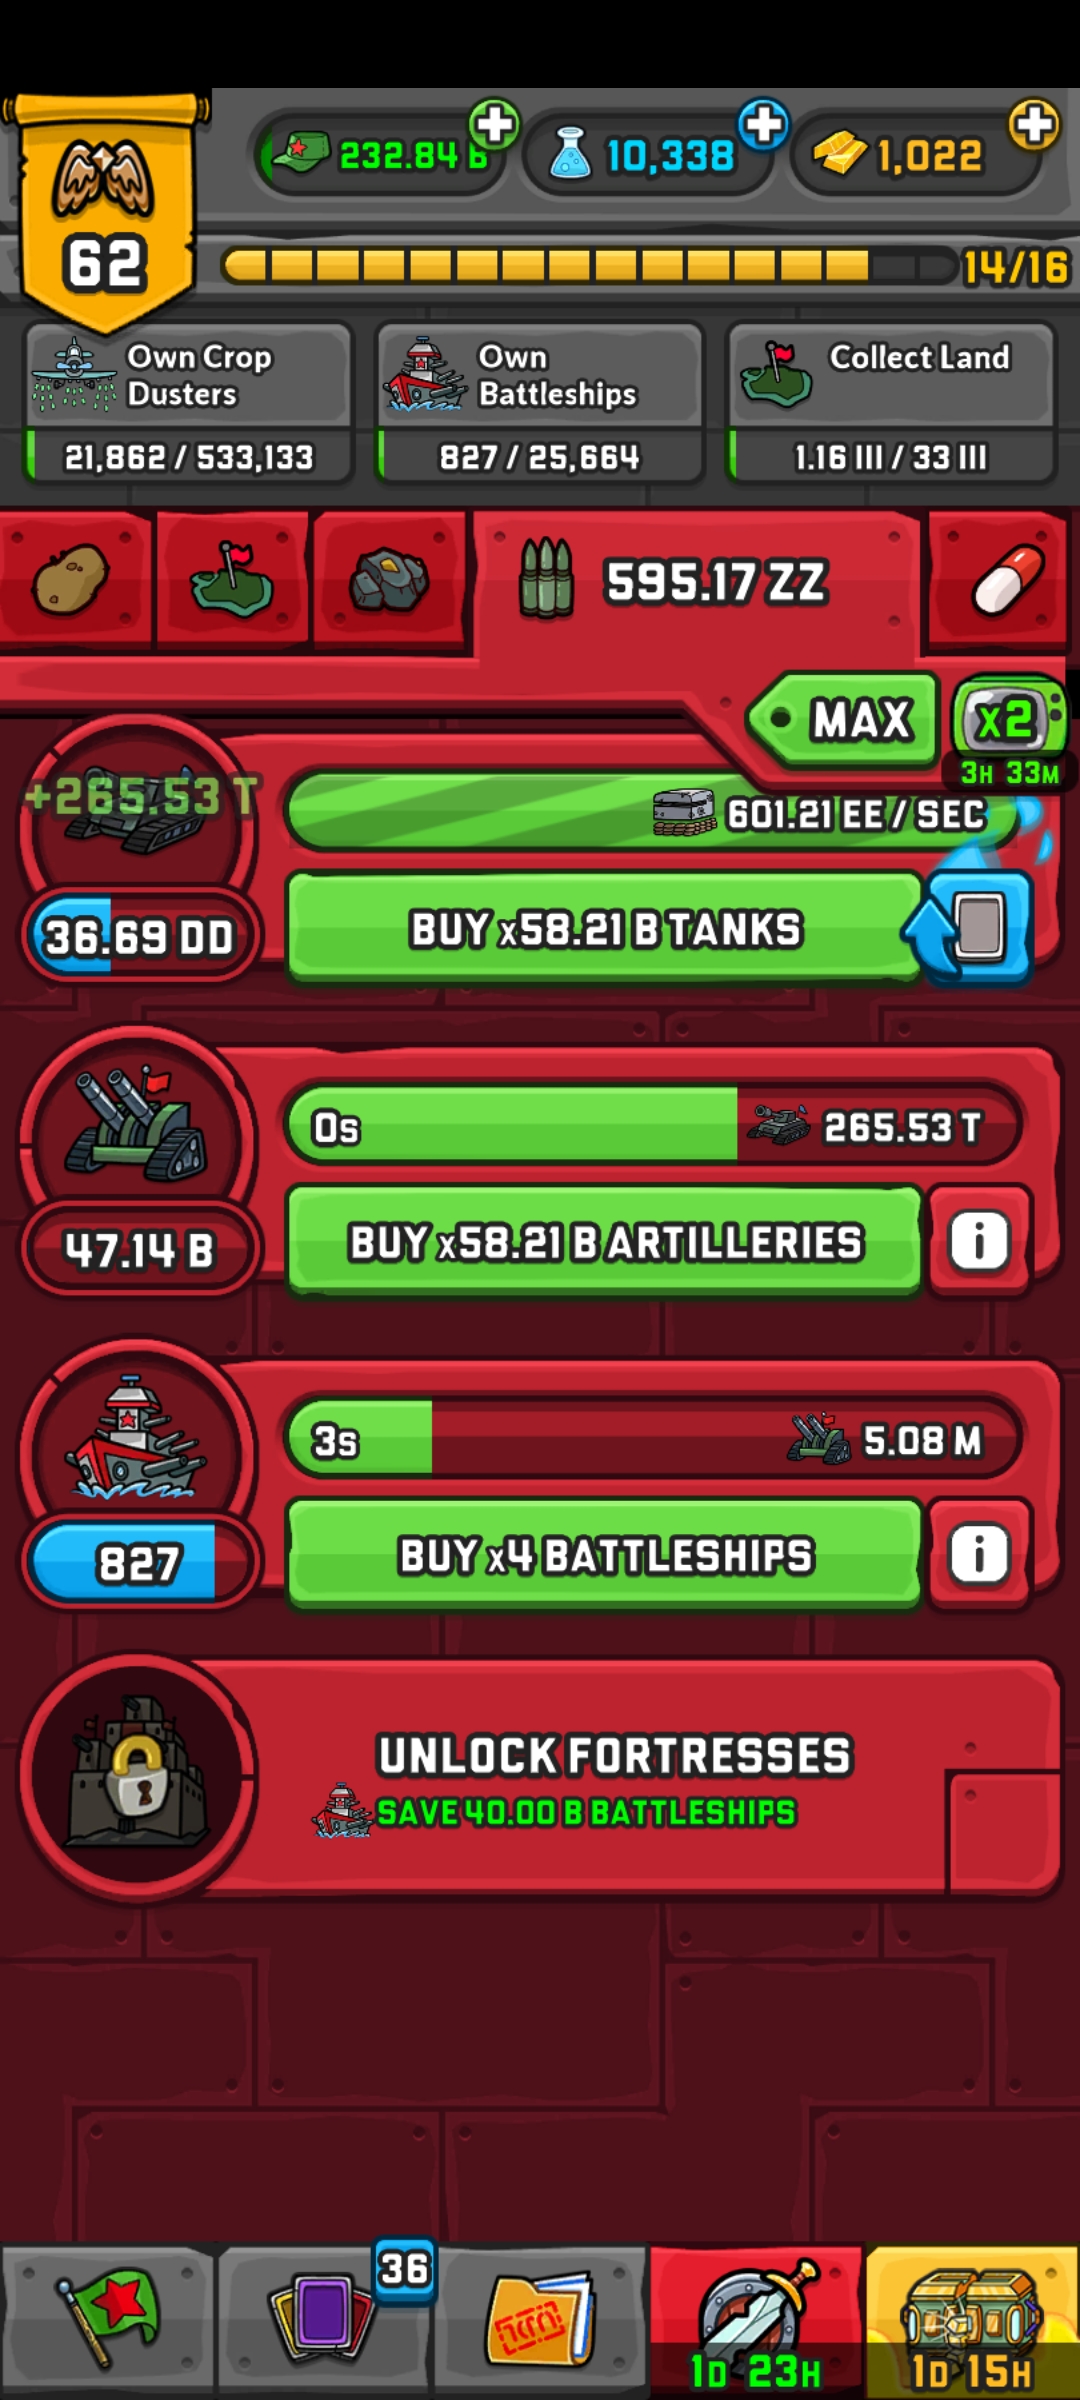 232.84 B
10,338
1,022
62
14/16
Own Crop
Dusters
21,862 / 533,133
Own
Battleships
827 / 25,664
Collect Land
1.16 III / 33 III
595.17 ZZ
MAX
x2
3H 33M
+265.53 T
601.21 EE / SEC
36.69 DD
BUY x58.21 B TANKS
0s
265.53 T
47.14 B
BUY x58.21 B ARTILLERIES
i
3s
5.08 M
827
BUY x4 BATTLESHIPS
i
UNLOCK FORTRESSES
SAVE 40.00 B BATTLESHIPS
36
1D 23H
1D 15H